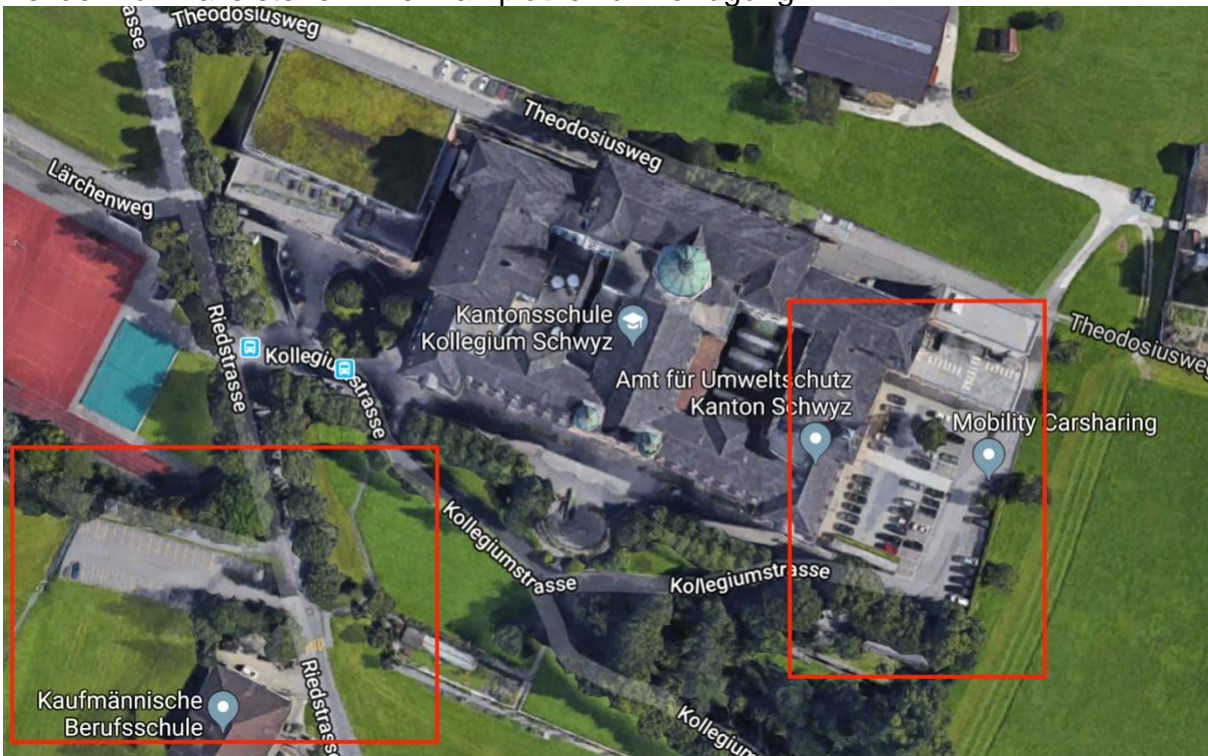 strasse
Theodosiusweg
Theodosiusweg
Lärchenweg
Riedstrasse
Kollegiumstrasse
Kantonsschule
Kollegium Schwyz
Amt für Umweltschutz
Kanton Schwyz
Theodosiusweg
Mobility Carsharing
Kollegiumstrasse
Kollegiumstrasse
Kaufmännische
Berufsschule
Riedstrasse